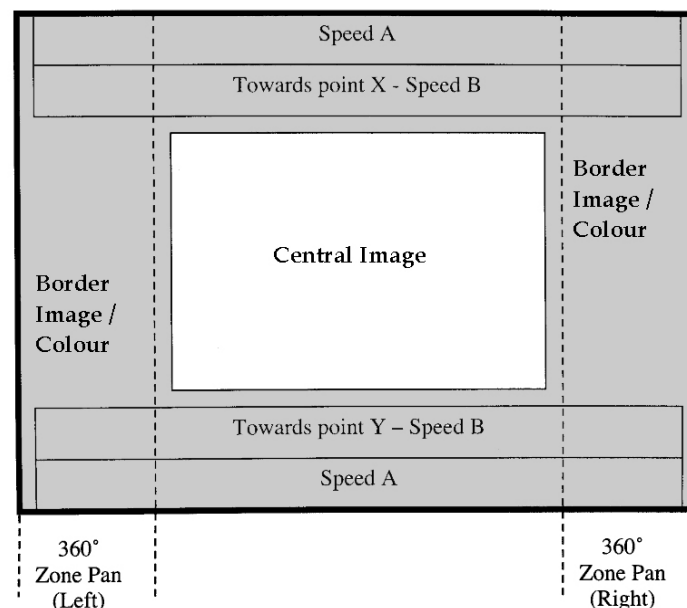 Speed A
Towards point X - Speed B
Border
Image /
Colour
Central Image
Border
Image /
Colour
Towards point Y – Speed B
Speed A
360˚
Zone Pan
(Left)
360˚
Zone Pan
(Right)